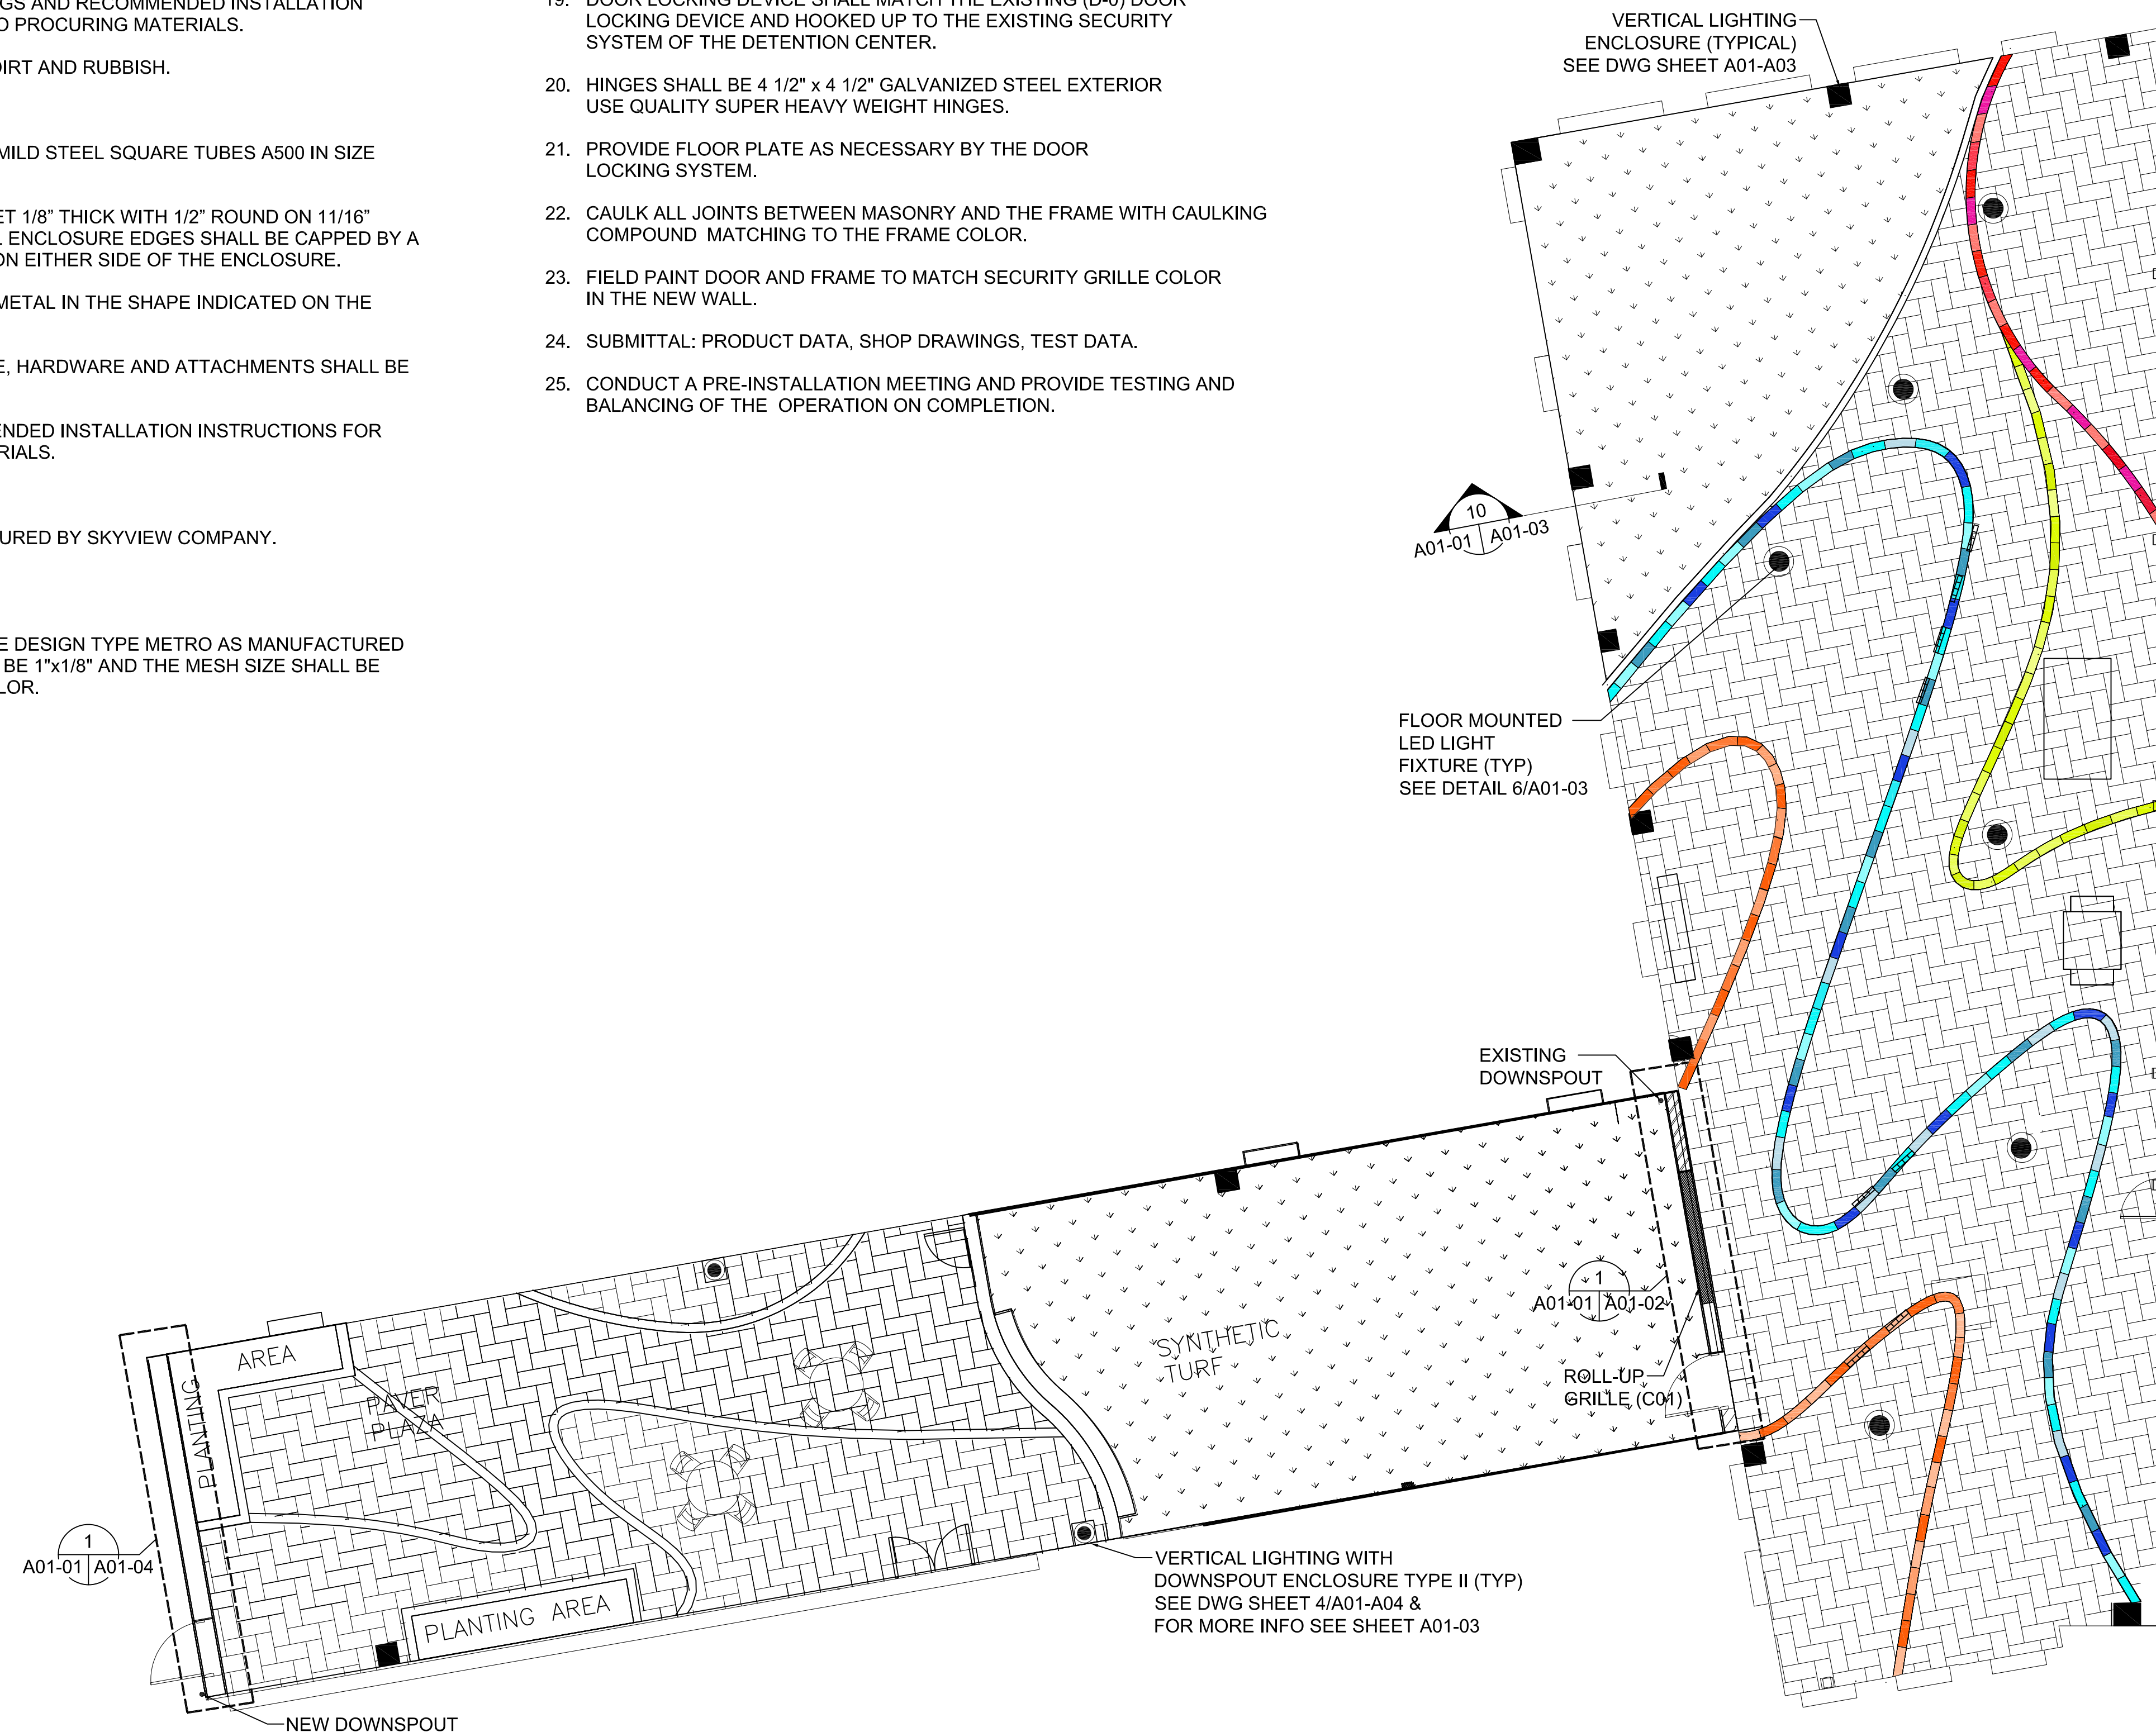 GS AND RECOMMENDED INSTALLATION
O PROCURING MATERIALS.
DIRT AND RUBBISH.
MILD STEEL SQUARE TUBES A500 IN SIZE
ET 1/8” THICK WITH 1/2” ROUND ON 11/16”
ENCLOSURE EDGES SHALL BE CAPPED BY A
ON EITHER SIDE OF THE ENCLOSURE.
METAL IN THE SHAPE INDICATED ON THE
E, HARDWARE AND ATTACHMENTS SHALL BE
ENDED INSTALLATION INSTRUCTIONS FOR
RIALS.
URED BY SKYVIEW COMPANY.
E DESIGN TYPE METRO AS MANUFACTURED
BE 1"x1/8" AND THE MESH SIZE SHALL BE
LOR.
19. DOOR LOCKING DEVICE SHALL MATCH THE EXISTING (D-0) DOOR
LOCKING DEVICE AND HOOKED UP TO THE EXISTING SECURITY
SYSTEM OF THE DETENTION CENTER.
20. HINGES SHALL BE 4 1/2" x 4 1/2" GALVANIZED STEEL EXTERIOR
USE QUALITY SUPER HEAVY WEIGHT HINGES.
21. PROVIDE FLOOR PLATE AS NECESSARY BY THE DOOR
LOCKING SYSTEM.
22. CAULK ALL JOINTS BETWEEN MASONRY AND THE FRAME WITH CAULKING
COMPOUND MATCHING TO THE FRAME COLOR.
23. FIELD PAINT DOOR AND FRAME TO MATCH SECURITY GRILLE COLOR
IN THE NEW WALL.
24. SUBMITTAL: PRODUCT DATA, SHOP DRAWINGS, TEST DATA.
25. CONDUCT A PRE-INSTALLATION MEETING AND PROVIDE TESTING AND
BALANCING OF THE OPERATION ON COMPLETION.
VERTICAL LIGHTING
ENCLOSURE (TYPICAL)
SEE DWG SHEET A01-A03
10
A01-01 A01-03
FLOOR MOUNTED
LED LIGHT
FIXTURE (TYP)
SEE DETAIL 6/A01-03
EXISTING
DOWNSPOUT
1
A01-01 A01-02
ROLL-UP
GRILLE (C01)
SYNTHETIC
TURF
AREA
PLANTING
PAVER
PLAZA
PLANTING AREA
1
A01-01 A01-04
VERTICAL LIGHTING WITH
DOWNSPOUT ENCLOSURE TYPE II (TYP)
SEE DWG SHEET 4/A01-A04 &
FOR MORE INFO SEE SHEET A01-03
NEW DOWNSPOUT